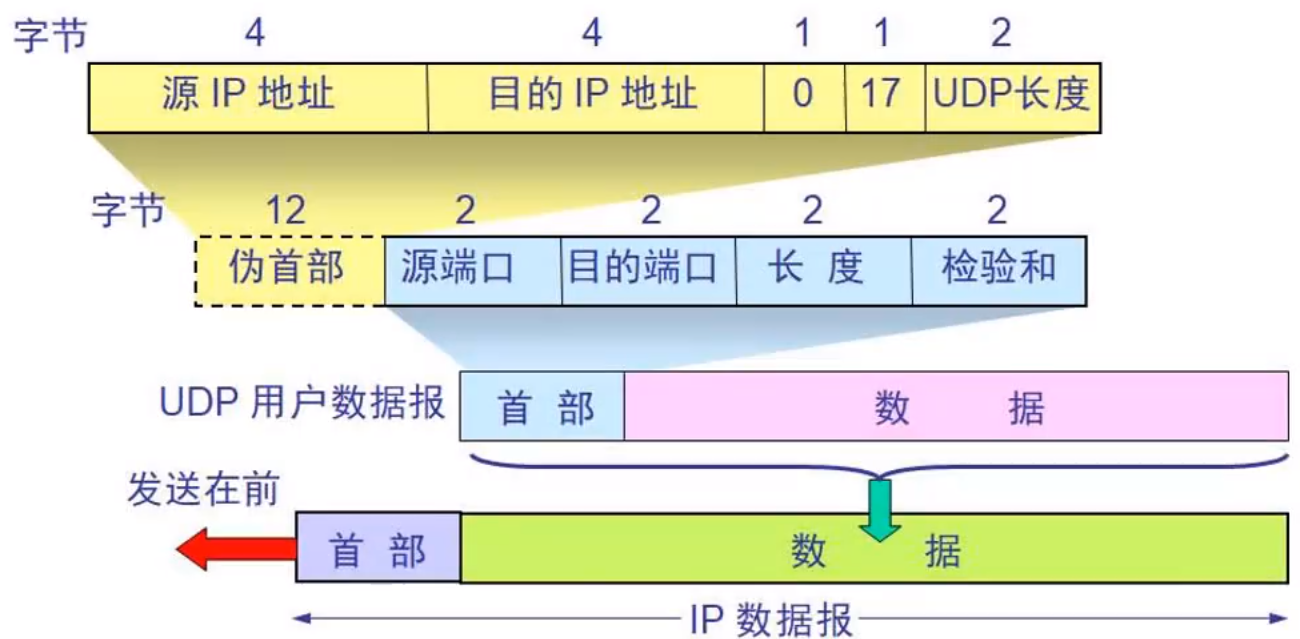 字节 4 4 1 1 2
源 IP 地址 目的 IP 地址 0 17 UDP长度
字节 12 2 2 2 2
伪首部 源端口 目的端口 长 度 检验和
UDP 用户数据报 首 部 数 据
发送在前
首 部 数 据
IP 数据报